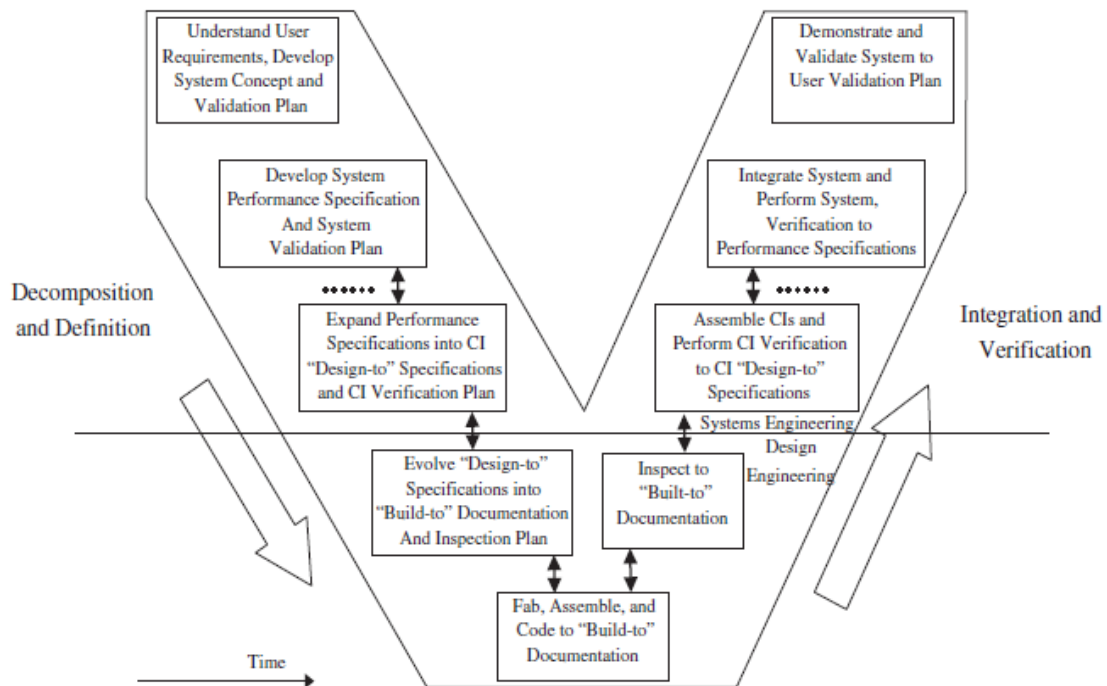 Understand User
Requirements, Develop
System Concept and
Validation Plan
Demonstrate and
Validate System to
User Validation Plan
Develop System
Performance Specification
And System
Validation Plan
Integrate System and
Perform System,
Verification to
Performance Specifications
Decomposition
and Definition
Expand Performance
Specifications into CI
“Design-to” Specifications
and CI Verification Plan
Assemble CIs and
Perform CI Verification
to CI “Design-to”
Specifications
Integration and
Verification
Systems Engineering
Design
Engineering
Evolve “Design-to”
Specifications into
“Build-to” Documentation
And Inspection Plan
Inspect to
“Built-to”
Documentation
Fab, Assemble, and
Code to “Build-to”
Documentation
Time